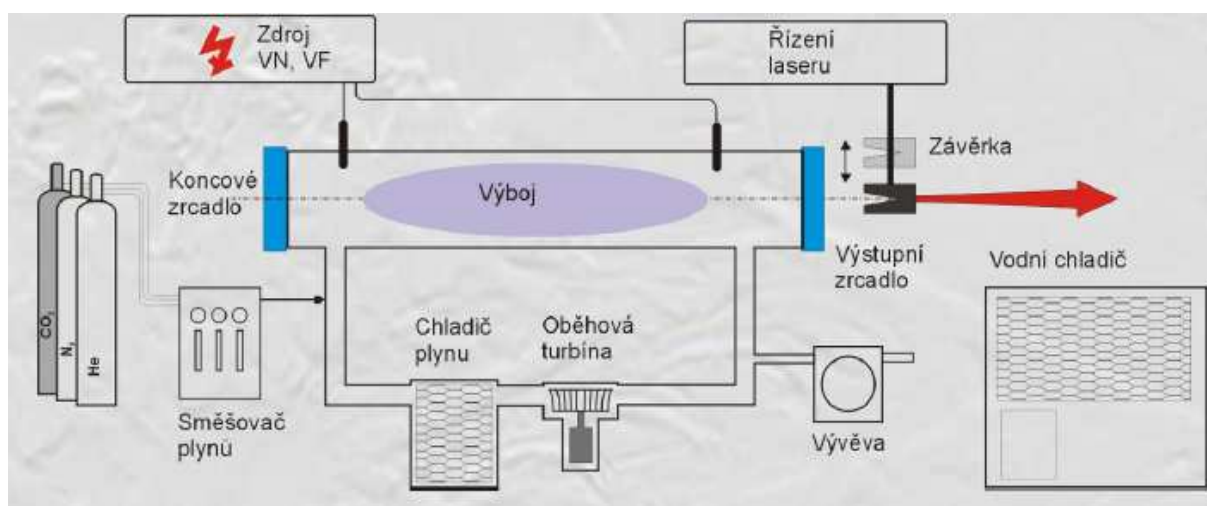 Zdroj
VN, VF
Řízení
laseru
Závěrka
Koncové
zrcadlo
Výboj
Výstupní
zrcadlo
Vodní chladič
CO₂
N₂
He
Chladič
plynu
Oběhová
turbína
Směšovač
plynů
Vývěva